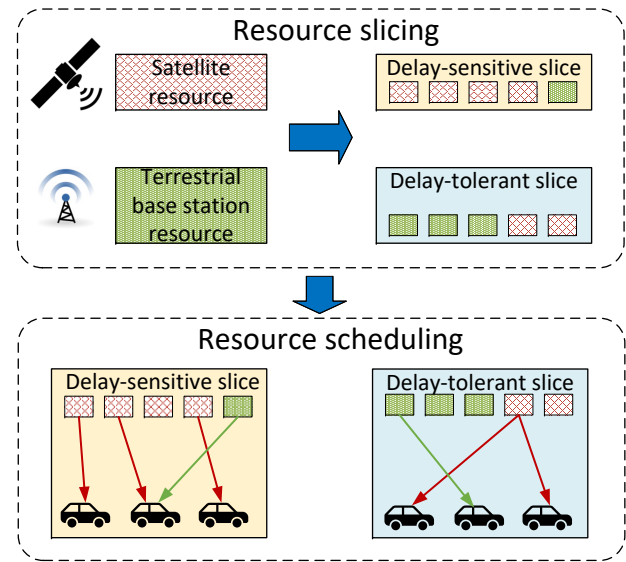 Resource slicing
Satellite
resource
Delay-sensitive slice
Terrestrial
base station
resource
Delay-tolerant slice
Resource scheduling
Delay-sensitive slice
Delay-tolerant slice